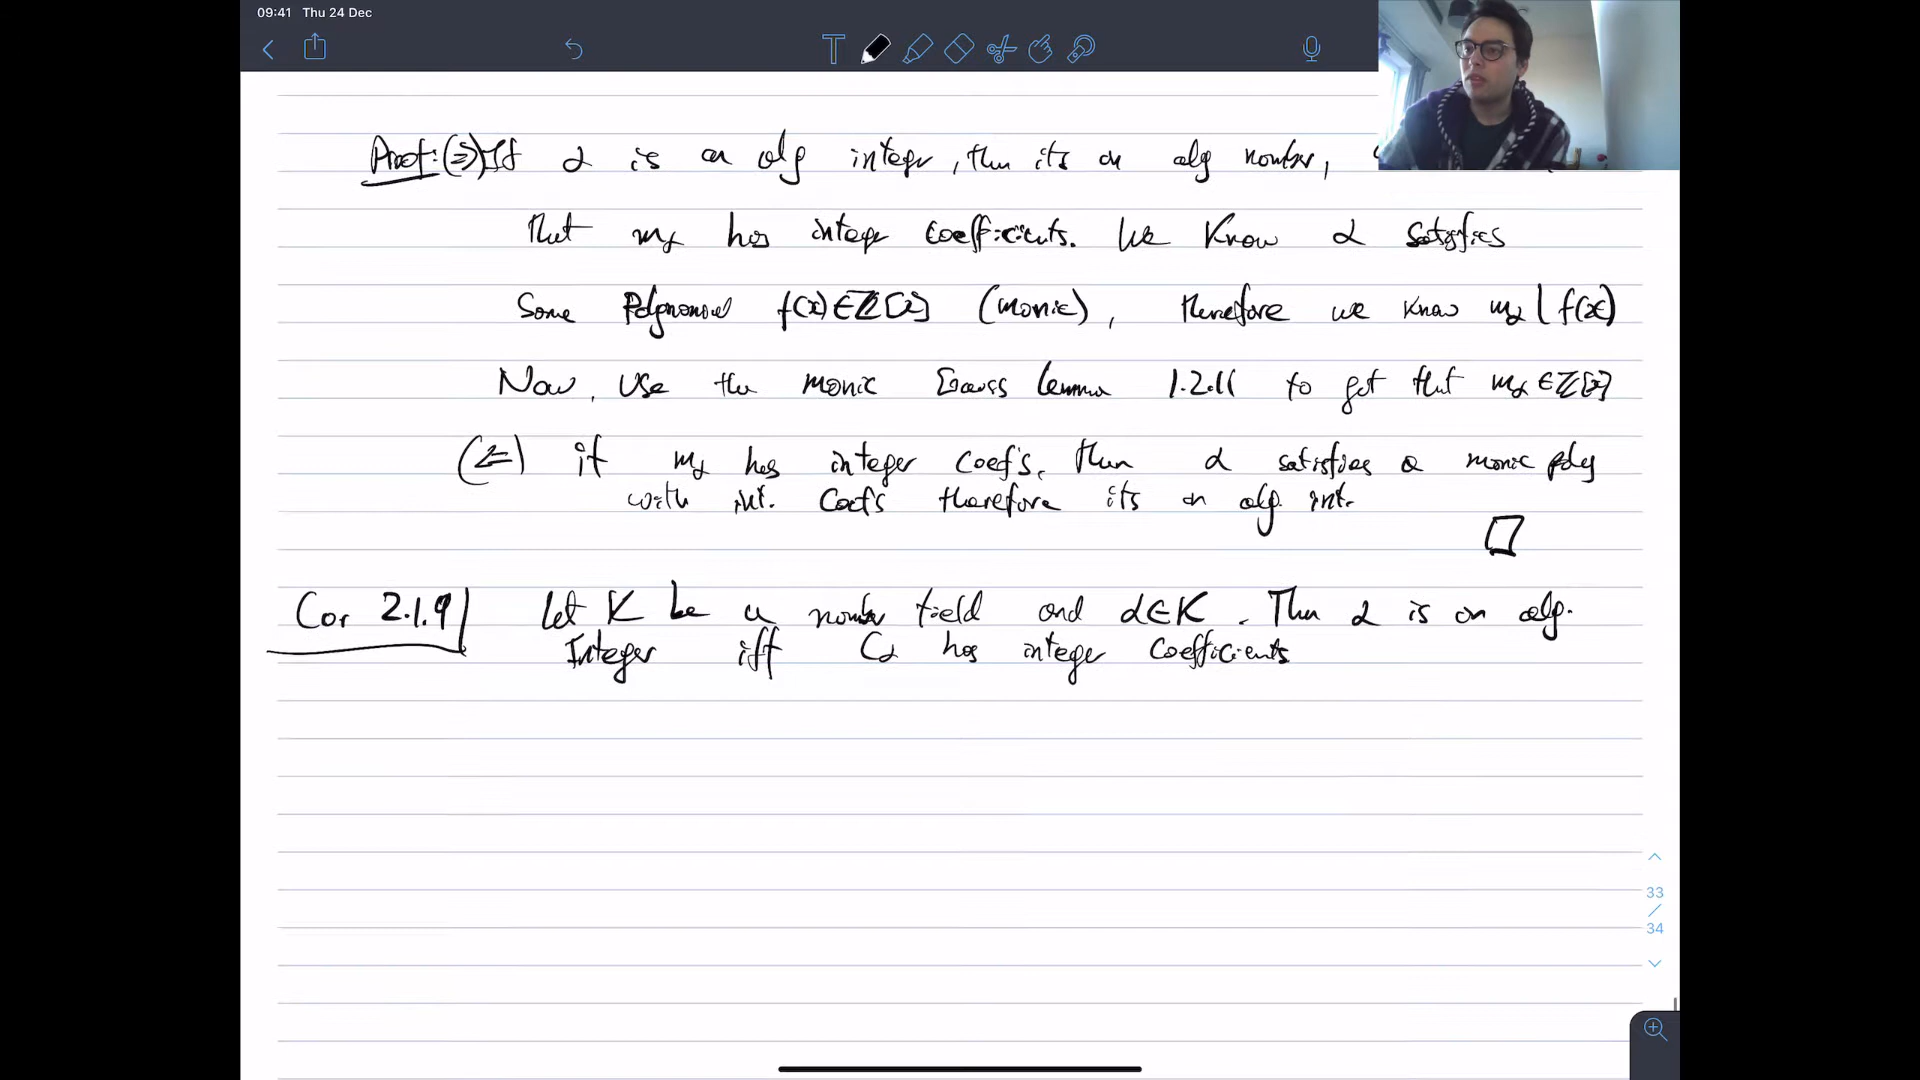 09:41 Thu 24 Dec
T
Proof: (⇒) If α is an alg integer, then its an alg number,
that mα has integer coefficients. We know α satisfies
Some Polynomial f(x) ∈ ℤ[x] (monic), therefore we know mα | f(x)
Now, use the monic Gauss lemma 1.2.11 to get that mα ∈ ℤ[x]
(⇐) if mα has integer coefs, then α satisfies a monic poly
with int. coefs therefore its an alg. int.
□
Cor 2.1.9 Let K be a number field and α ∈ K. Then α is an alg.
Integer iff Cα has integer coefficients
33
/
34